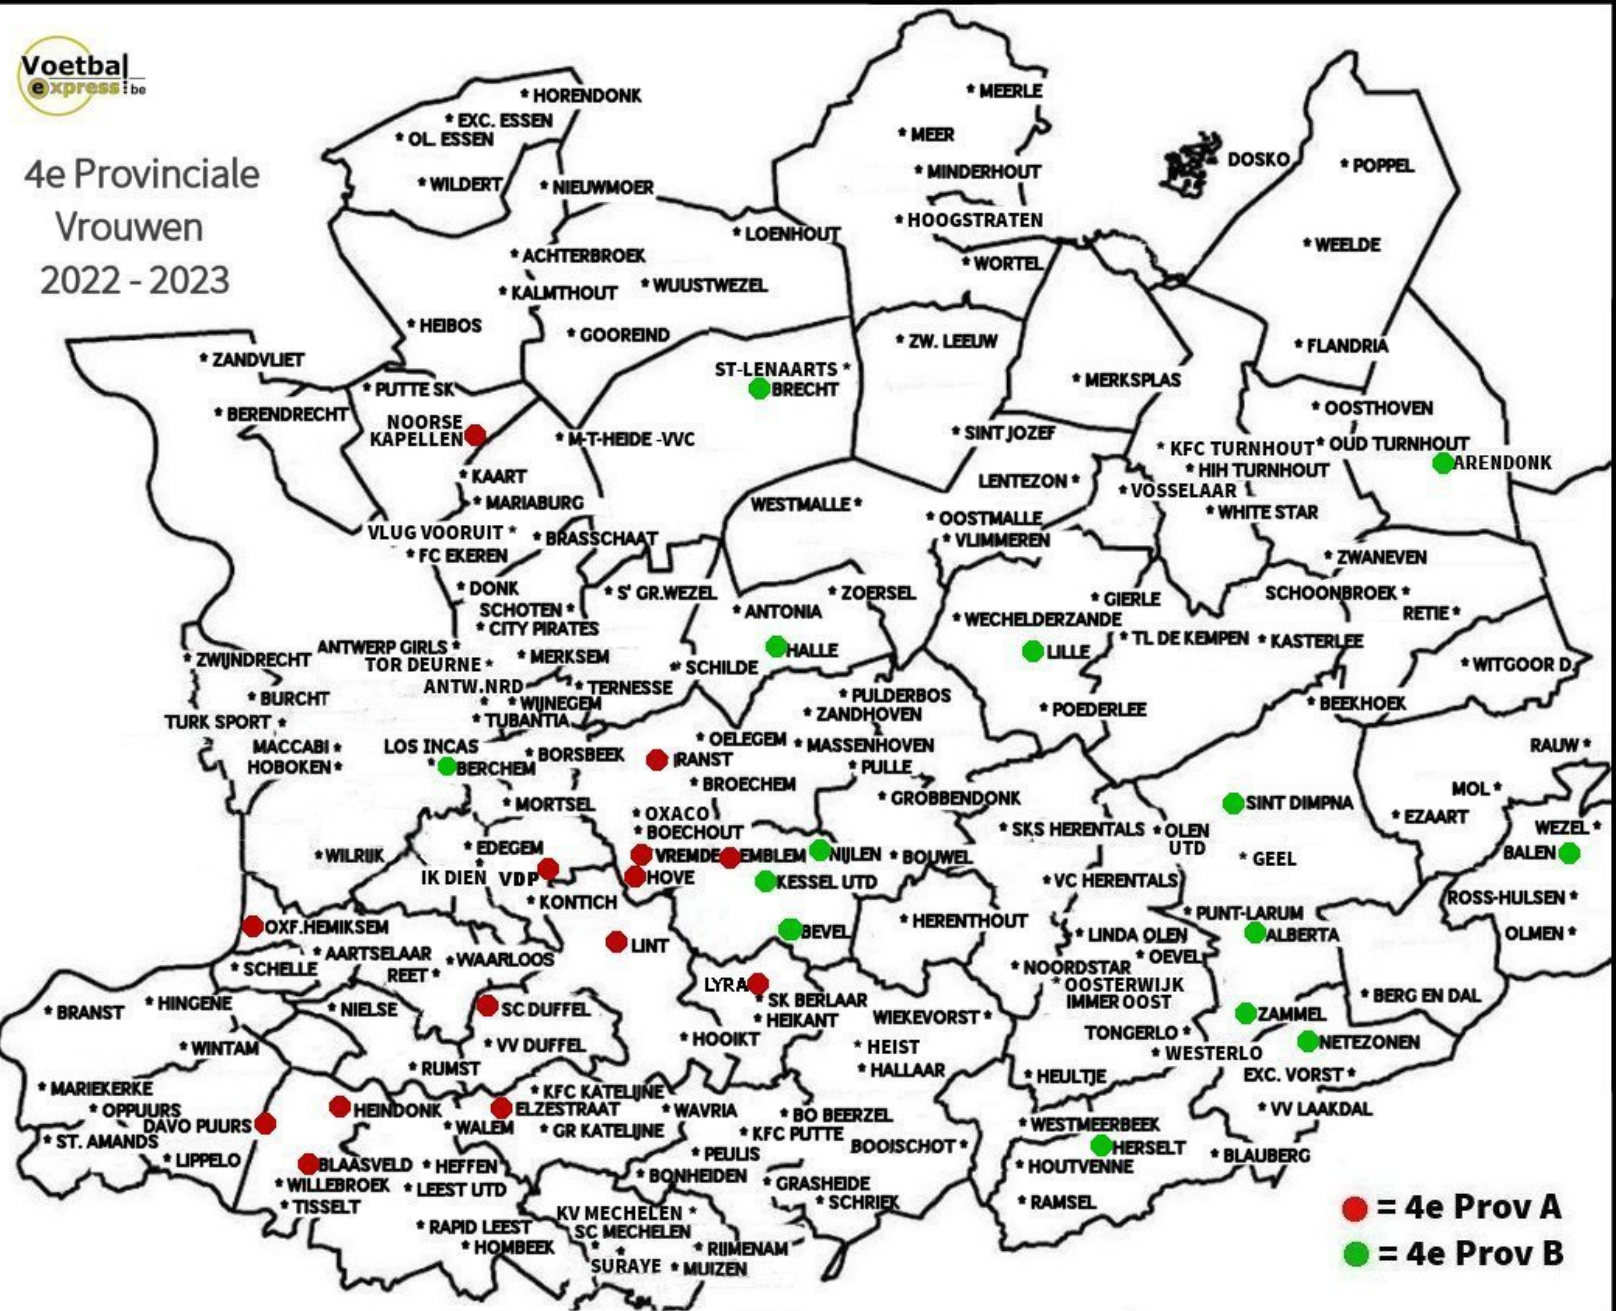 Voetbal
express!be
4e Provinciale
Vrouwen
2022 - 2023
* HORENDONK
* EXC. ESSEN
* OL. ESSEN
* WILDERT
* NIEUWMOER
* MEERLE
* MEER
* MINDERHOUT
* HOOGSTRATEN
DOSKO
* POPPEL
* LOENHOUT
* WORTEL
* WEELDE
* ACHTERBROEK
* KALMTHOUT
* WUUSTWEZEL
* HEIBOS
* GOOREIND
* ZW. LEEUW
* FLANDRIA
* ZANDVLIET
* PUTTE SK
ST-LENAARTS *
BRECHT
* MERKSPLAS
* BERENDRECHT
NOORSE
KAPELLEN
* M-T-HEIDE -VVC
* SINT JOZEF
* OOSTHOVEN
* KFC TURNHOUT
* OUD TURNHOUT
* HIH TURNHOUT
ARENDONK
* KAART
* MARIABURG
LENTEZON *
* VOSSELAAR
WESTMALLE *
* OOSTMALLE
* WHITE STAR
VLUG VOORUIT *
* BRASSCHAAT
* VLIMMEREN
* FC EKEREN
* ZWANEVEN
* DONK
* S' GR.WEZEL
* ZOERSEL
* GIERLE
SCHOONBROEK *
SCHOTEN *
* ANTONIA
* WECHELDERZANDE
RETIE *
* CITY PIRATES
ANTWERP GIRLS *
HALLE
LILLE
* TL DE KEMPEN
* KASTERLEE
* ZWIJNDRECHT
TOR DEURNE *
* MERKSEM
* SCHILDE
* WITGOOR D.
ANTW.NRD
*
* TERNESSE
* BURCHT
* WIJNEGEM
* PULDERBOS
* BEEKHOEK
TURK SPORT *
* TUBANTIA
* ZANDHOVEN
* POEDERLEE
MACCABI *
LOS INCAS
*
* BORSBEEK
* OELEGEM
* MASSENHOVEN
RAUW *
HOBOKEN *
BERCHEM
RANST
* PULLE
* BROECHEM
MOL *
* MORTSEL
* GROBBENDONK
SINT DIMPNA
* OXACO
* EZAART
* BOECHOUT
* SKS HERENTALS
* OLEN
UTD
WEZEL *
* WILRIJK
* EDEGEM
VREMDE
EMBLEM
NIJLEN
* BOUWEL
* GEEL
BALEN
*
IK DIEN
VDP
HOVE
KESSEL UTD
* VC HERENTALS
* KONTICH
ROSS-HULSEN *
OXF.HEMIKSEM
BEVEL
* HERENTHOUT
* PUNT-LARUM
* LINDA OLEN
ALBERTA
OLMEN *
* AARTSELAAR
LINT
* OEVEL
* SCHELLE
REET *
* WAARLOOS
* NOORDSTAR
LYRA
* OOSTERWIJK
IMMER OOST
* BERG EN DAL
* BRANST
* HINGENE
* NIELSE
SC DUFFEL
* SK BERLAAR
* HEIKANT
WIEKEVORST *
ZAMMEL
TONGERLO *
* WINTAM
* VV DUFFEL
* HOOIKT
* HEIST
* WESTERLO
NETEZONEN
* RUMST
* HALLAAR
* HEULTJE
EXC. VORST *
* MARIEKERKE
* KFC KATELIJNE
* OPPUURS
HEINDONK
ELZESTRAAT
* WAVRIA
* BO BEERZEL
* VV LAAKDAL
DAVO PUURS
* WALEM
* GR KATELIJNE
* KFC PUTTE
* WESTMEERBEEK
* ST. AMANDS
BOOISCHOT *
HERSELT
* LIPPELO
BLAASVELD
* HEFFEN
* PEULIS
* HOUTVENNE
* BLAUBERG
* WILLEBROEK
* LEEST UTD
* BONHEIDEN
* GRASHEIDE
* TISSELT
* SCHRIEK
* RAMSEL
KV MECHELEN *
* RAPID LEEST
SC MECHELEN
*
* HOMBEEK
* RIJMENAM
*
SURAYE
* MUIZEN
= 4e Prov A
= 4e Prov B